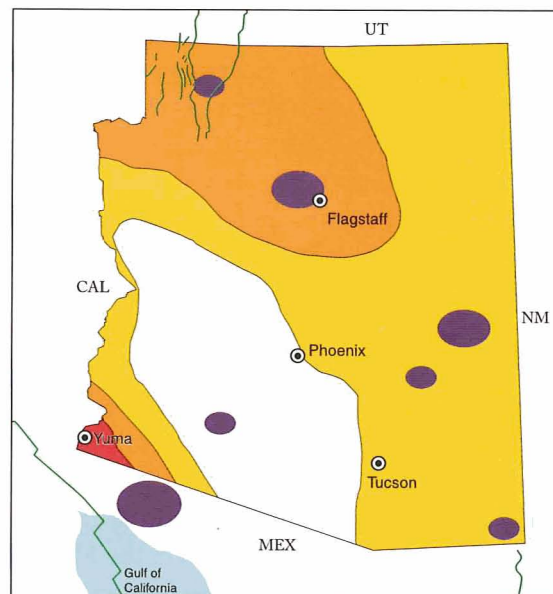 UT
Flagstaff
CAL
NM
Phoenix
Yuma
Tucson
MEX
Gulf of
California